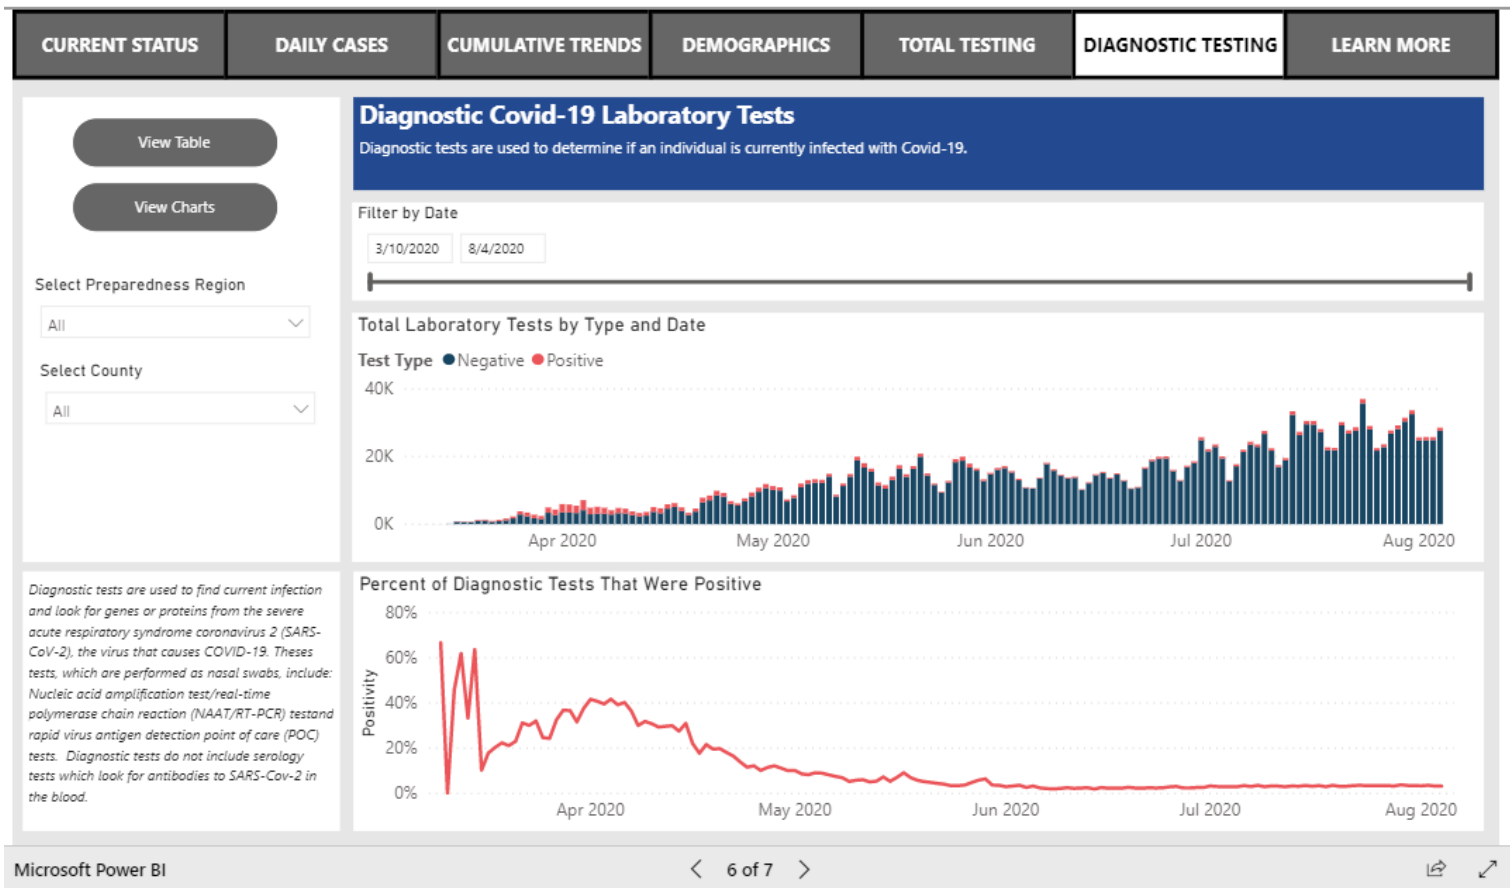 CURRENT STATUS
DAILY CASES
CUMULATIVE TRENDS
DEMOGRAPHICS
TOTAL TESTING
DIAGNOSTIC TESTING
LEARN MORE
View Table
View Charts
Select Preparedness Region
All
Select County
All
Diagnostic tests are used to find current infection
and look for genes or proteins from the severe
acute respiratory syndrome coronavirus 2 (SARS-
CoV-2), the virus that causes COVID-19. Theses
tests, which are performed as nasal swabs, include:
Nucleic acid amplification test/real-time
polymerase chain reaction (NAAT/RT-PCR) testand
rapid virus antigen detection point of care (POC)
tests. Diagnostic tests do not include serology
tests which look for antibodies to SARS-Cov-2 in
the blood.
Diagnostic Covid-19 Laboratory Tests
Diagnostic tests are used to determine if an individual is currently infected with Covid-19.
Filter by Date
3/10/2020 8/4/2020
Total Laboratory Tests by Type and Date
Test Type Negative Positive
40K
20K
0K
Apr 2020 May 2020 Jun 2020 Jul 2020 Aug 2020
Percent of Diagnostic Tests That Were Positive
Positivity
80%
60%
40%
20%
0%
Apr 2020 May 2020 Jun 2020 Jul 2020 Aug 2020
Microsoft Power BI
6 of 7